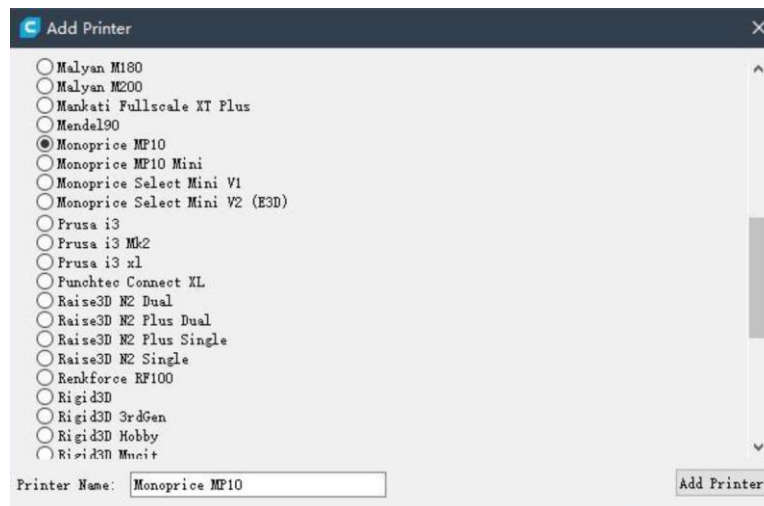 Add Printer
Malyan M180
Malyan M200
Mankati Fullscale XT Plus
Mendel90
Monoprice MP10
Monoprice MP10 Mini
Monoprice Select Mini V1
Monoprice Select Mini V2 (E3D)
Prusa i3
Prusa i3 Mk2
Prusa i3 xl
Punchtec Connect XL
Raise3D N2 Dual
Raise3D N2 Plus Dual
Raise3D N2 Plus Single
Raise3D N2 Single
Renkforce RF100
Rigid3D
Rigid3D 3rdGen
Rigid3D Hobby
Rigid3D Mucit
Printer Name: Monoprice MP10
Add Printer